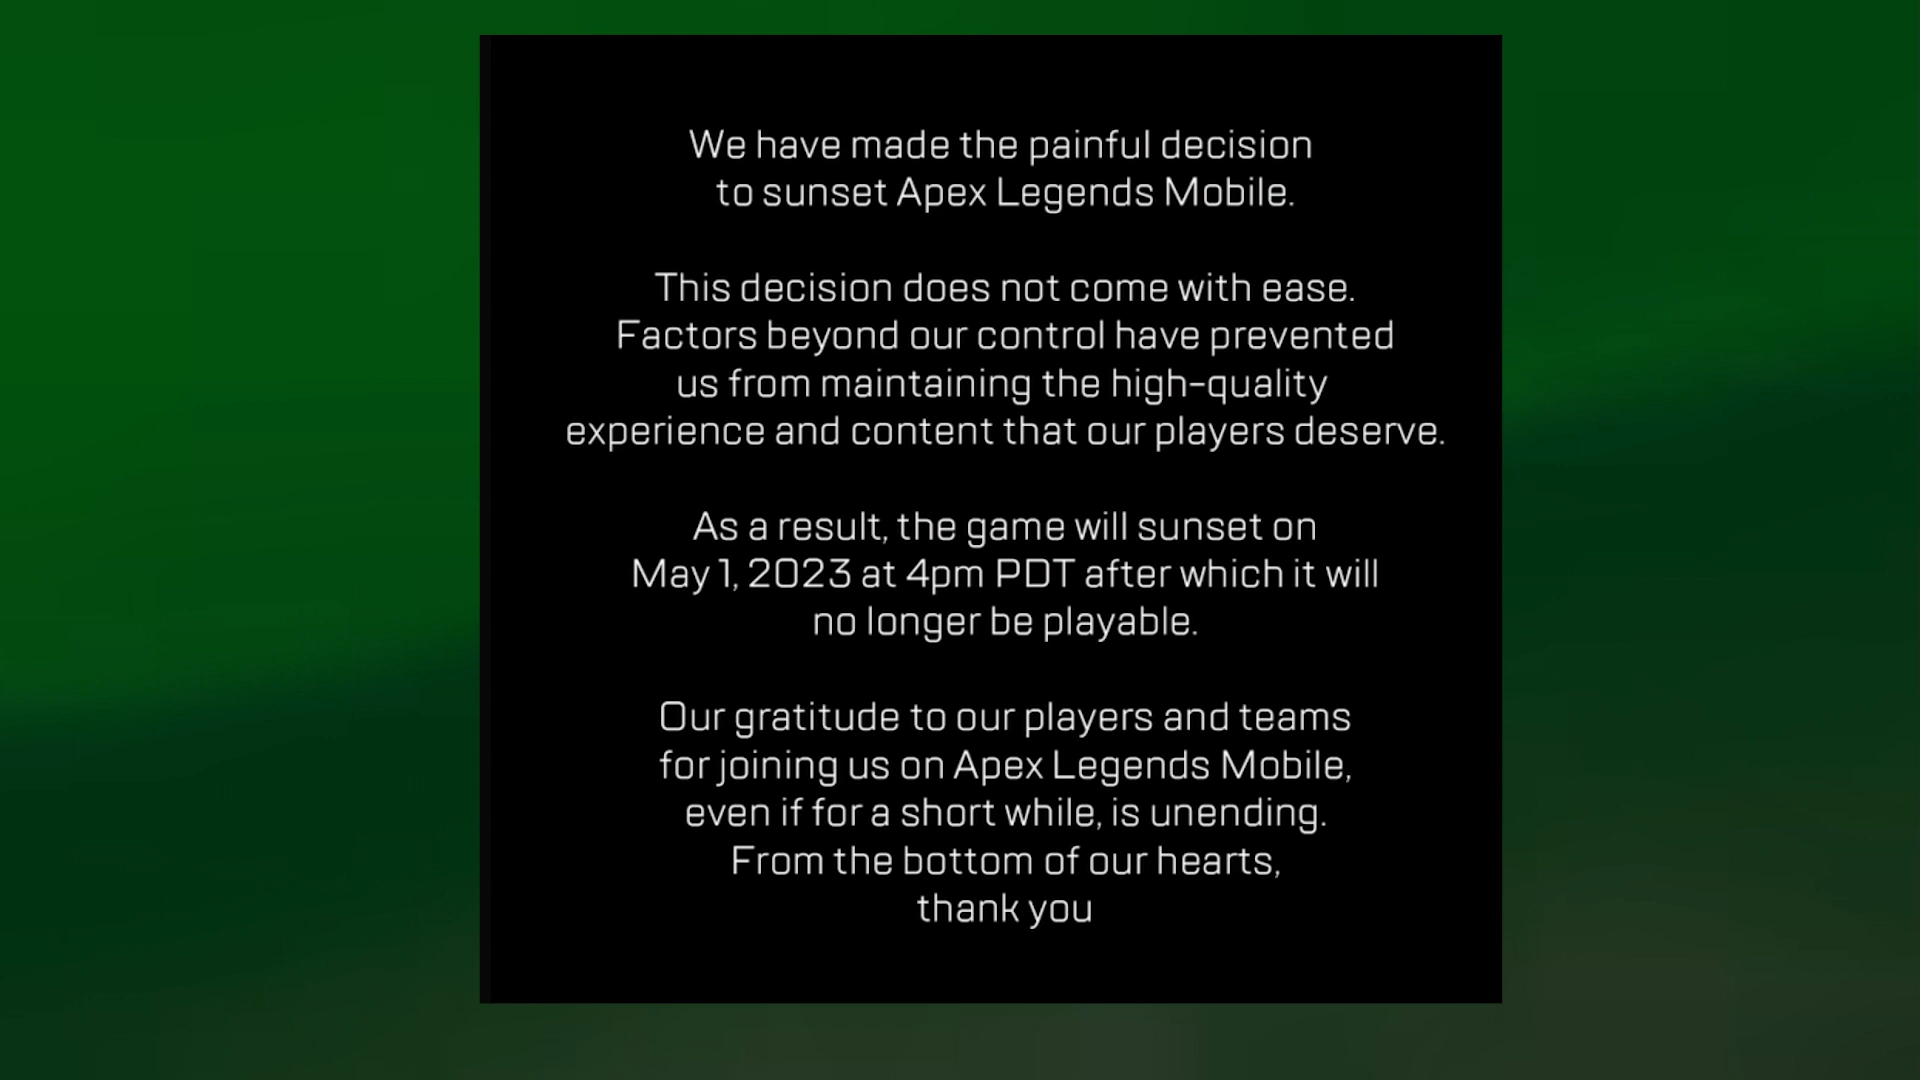 We have made the painful decision
to sunset Apex Legends Mobile.
This decision does not come with ease.
Factors beyond our control have prevented
us from maintaining the high-quality
experience and content that our players deserve.
As a result, the game will sunset on
May 1, 2023 at 4pm PDT after which it will
no longer be playable.
Our gratitude to our players and teams
for joining us on Apex Legends Mobile,
even if for a short while, is unending.
From the bottom of our hearts,
thank you